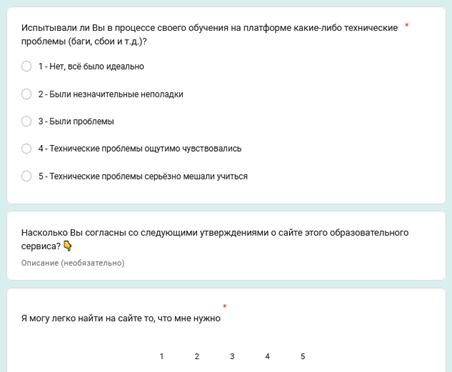 Испытывали ли Вы в процессе своего обучения на платформе какие-либо технические *
проблемы (баги, сбои и т.д.)?
1 - Нет, всё было идеально
2 - Были незначительные неполадки
3 - Были проблемы
4 - Технические проблемы ощутимо чувствовались
5 - Технические проблемы серьёзно мешали учиться
Насколько Вы согласны со следующими утверждениями о сайте этого образовательного
сервиса? 👇
Описание (необязательно)
Я могу легко найти на сайте то, что мне нужно *
1 2 3 4 5